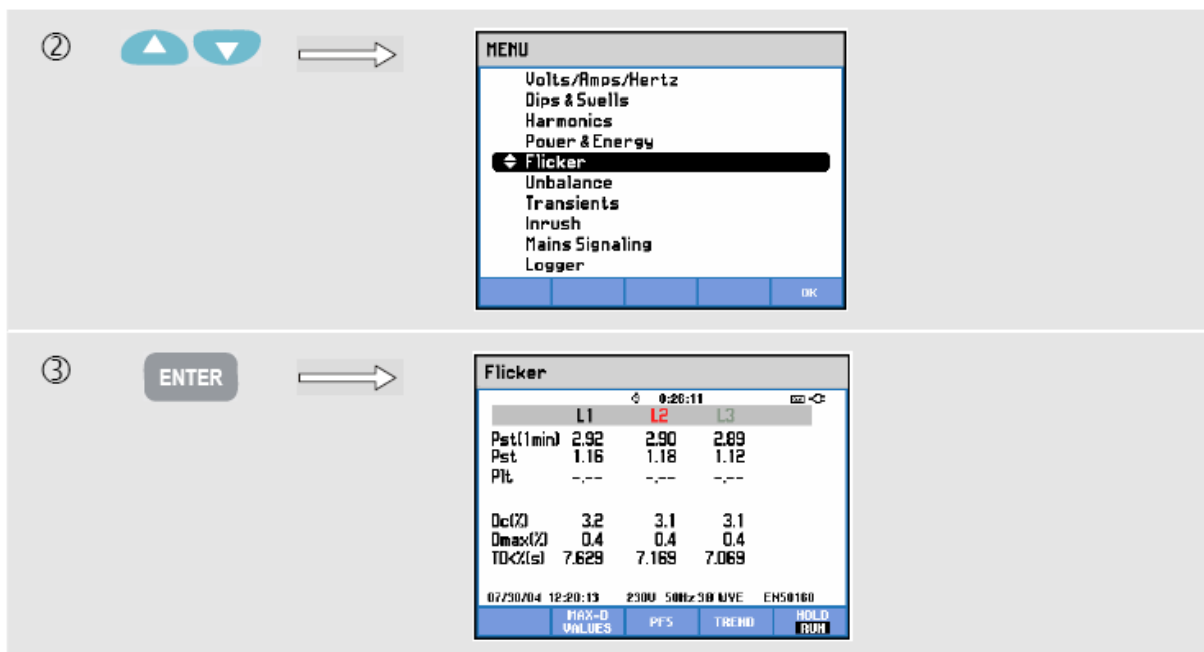 ②
MENU
Volts/Amps/Hertz
Dips & Swells
Harmonics
Power & Energy
Flicker
Unbalance
Transients
Inrush
Mains Signaling
Logger
OK
③ ENTER
Flicker
0:26:11
L1 L2 L3
Pst(1min) 2.92 2.90 2.89
Pst 1.16 1.18 1.12
Plt -.-- -.-- -.--
Dc(%) 3.2 3.1 3.1
Dmax(%) 0.4 0.4 0.4
TD<%(s) 7.629 7.169 7.069
07/30/04 12:20:13 230V 50Hz 3Ø WYE EN50160
MAX-D VALUES PF5 TREND HOLD RUN